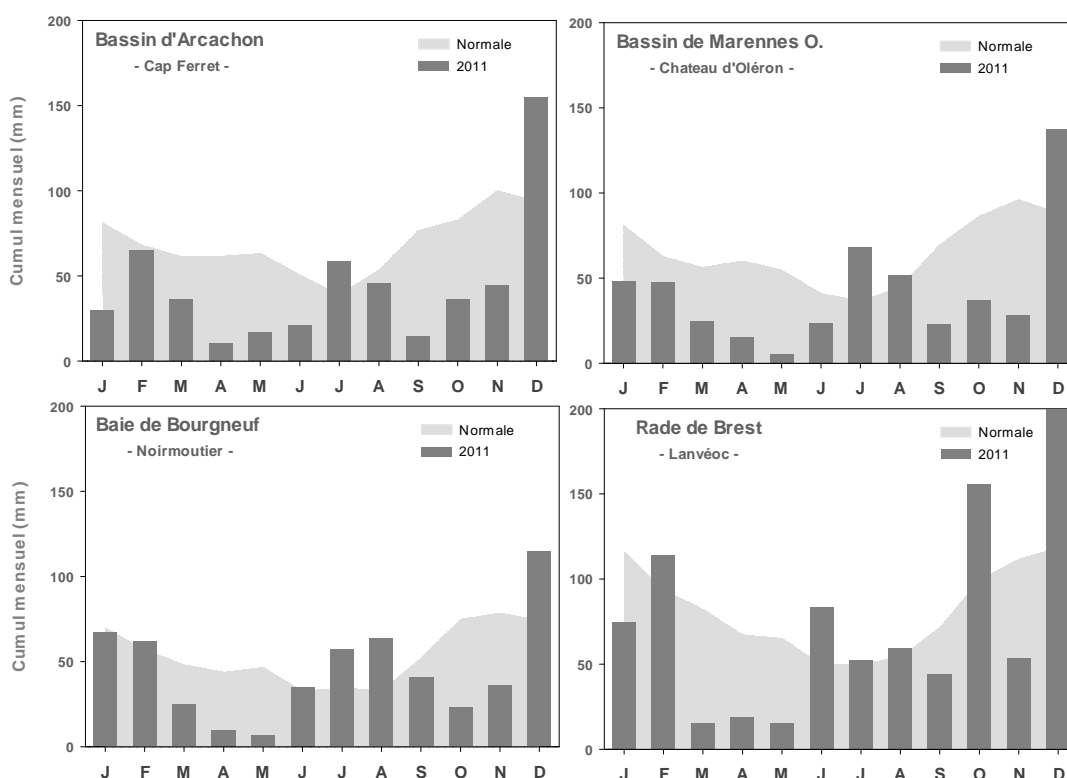 Bassin d'Arcachon
- Cap Ferret -
Normale
2011
Cumul mensuel (mm)
200
150
100
50
0
J F M A M J J A S O N D
Bassin de Marennes O.
- Chateau d'Oléron -
Normale
2011
200
150
100
50
0
J F M A M J J A S O N D
Baie de Bourgneuf
- Noirmoutier -
Normale
2011
Cumul mensuel (mm)
200
150
100
50
0
J F M A M J J A S O N D
Rade de Brest
- Lanvéoc -
Normale
2011
200
150
100
50
0
J F M A M J J A S O N D